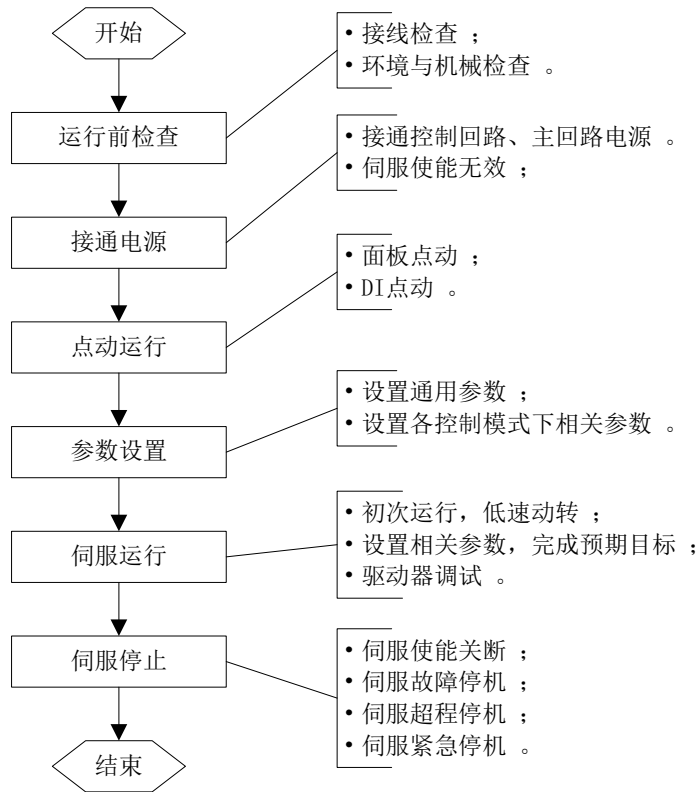 开始
• 接线检查 ；
• 环境与机械检查 。
运行前检查
• 接通控制回路、主回路电源 。
• 伺服使能无效 ；
接通电源
• 面板点动 ；
• DI点动 。
点动运行
• 设置通用参数 ；
• 设置各控制模式下相关参数 。
参数设置
• 初次运行，低速动转 ；
• 设置相关参数，完成预期目标 ；
• 驱动器调试 。
伺服运行
• 伺服使能关断 ；
• 伺服故障停机 ；
• 伺服超程停机 ；
• 伺服紧急停机 。
伺服停止
结束